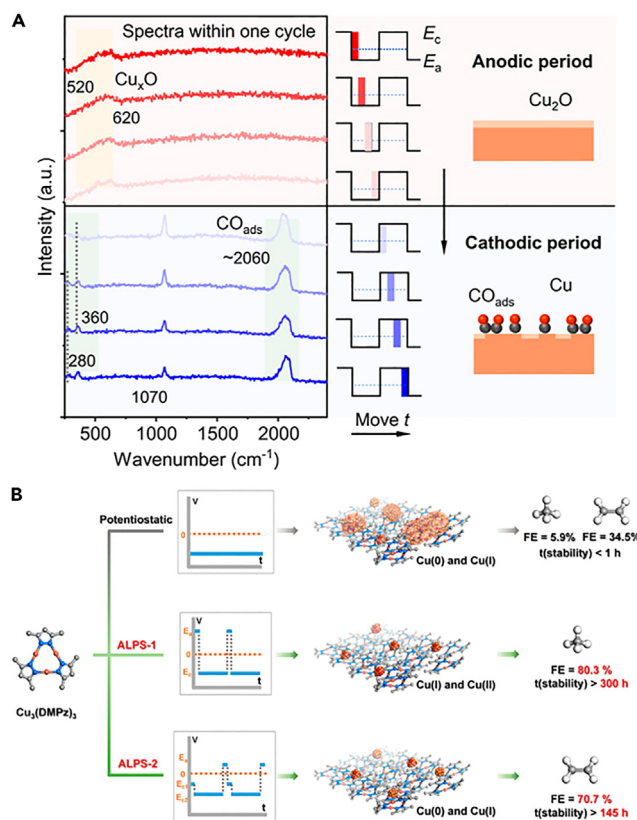 A
Spectra within one cycle
520
CuₓO
620
Intensity (a.u.)
COads
~2060
360
280
1070
500
1000
1500
2000
Wavenumber (cm⁻¹)
Ec
Ea
Move t
Anodic period
Cu₂O
Cathodic period
COads
Cu
B
Cu₃(DMPz)₃
Potentiostatic
V
0
t
Cu(0) and Cu(I)
FE = 5.9%
FE = 34.5%
t(stability) < 1 h
ALPS-1
V
Ea
0
Ec
t
Cu(I) and Cu(II)
FE = 80.3 %
t(stability) > 300 h
ALPS-2
V
Ea
0
Ec1
Ec2
t
Cu(0) and Cu(I)
FE = 70.7 %
t(stability) > 145 h